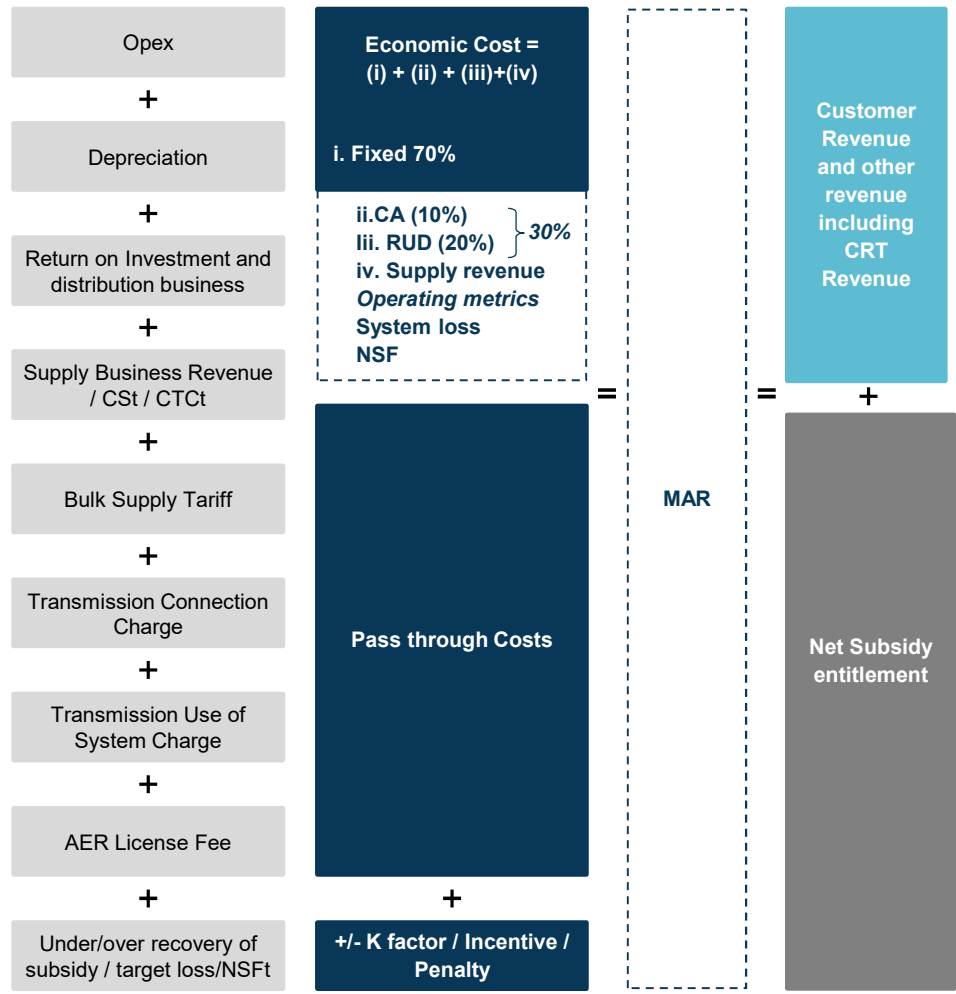 Opex
+
Depreciation
+
Return on Investment and
distribution business
+
Supply Business Revenue
/ CSt / CTCt
+
Bulk Supply Tariff
+
Transmission Connection
Charge
+
Transmission Use of
System Charge
+
AER License Fee
+
Under/over recovery of
subsidy / target loss/NSFt
Economic Cost =
(i) + (ii) + (iii)+(iv)
i. Fixed 70%
ii.CA (10%)
Iii. RUD (20%)
30%
iv. Supply revenue
Operating metrics
System loss
NSF
Pass through Costs
+
+/- K factor / Incentive /
Penalty
=
MAR
=
Customer
Revenue
and other
revenue
including
CRT
Revenue
+
Net Subsidy
entitlement